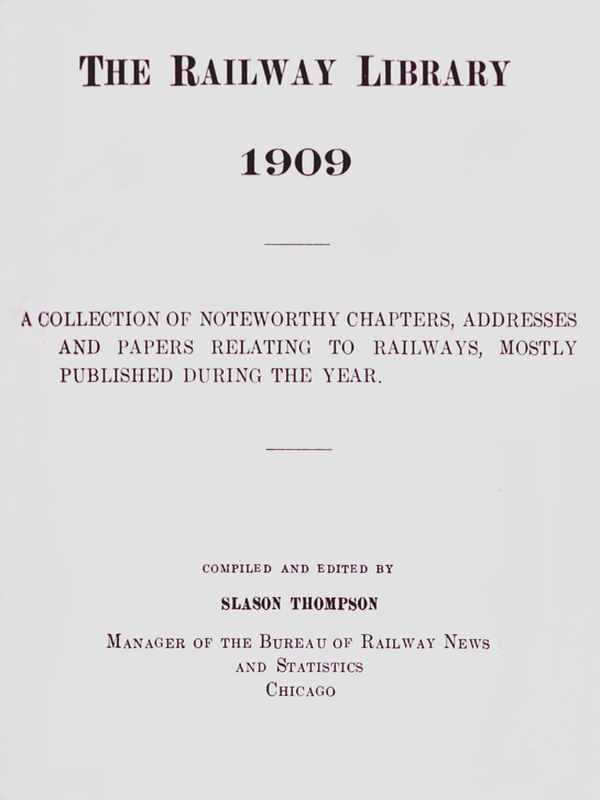 THE RAILWAY LIBRARY
1909
A COLLECTION OF NOTEWORTHY CHAPTERS, ADDRESSES
AND PAPERS RELATING TO RAILWAYS, MOSTLY
PUBLISHED DURING THE YEAR.
COMPILED AND EDITED BY
SLASON THOMPSON
MANAGER OF THE BUREAU OF RAILWAY NEWS
AND STATISTICS
CHICAGO